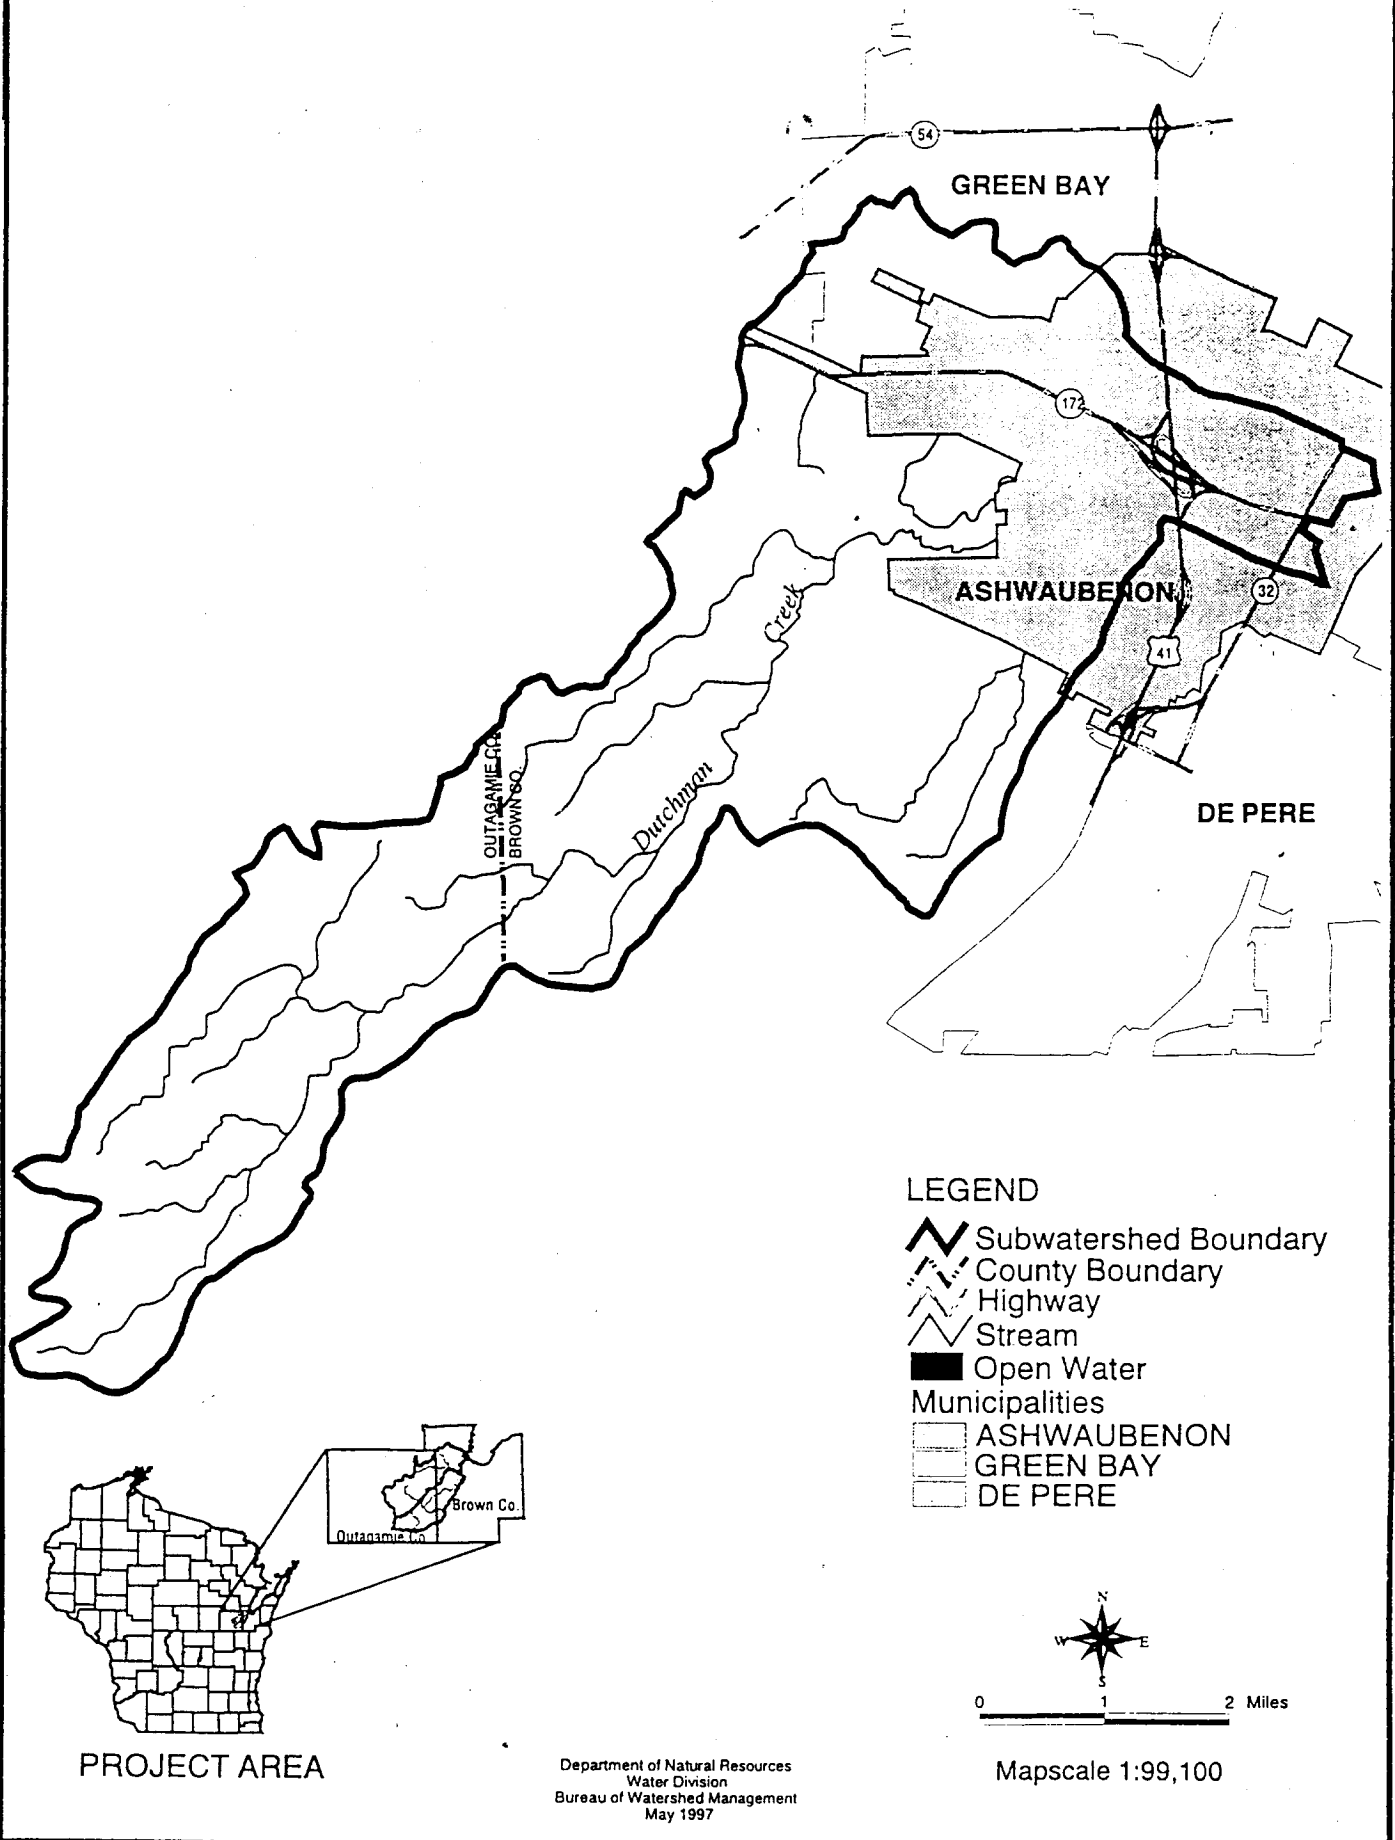 54
GREEN BAY
172
ASHWAUBENON
32
41
Creek
OUTAGAMIE CO.
BROWN CO.
Dutchman
DE PERE
LEGEND
Subwatershed Boundary
County Boundary
Highway
Stream
Open Water
Municipalities
ASHWAUBENON
GREEN BAY
DE PERE
Brown Co.
Outagamie Co.
N
W E
S
0 1 2 Miles
PROJECT AREA
Department of Natural Resources
Water Division
Bureau of Watershed Management
May 1997
Mapscale 1:99,100